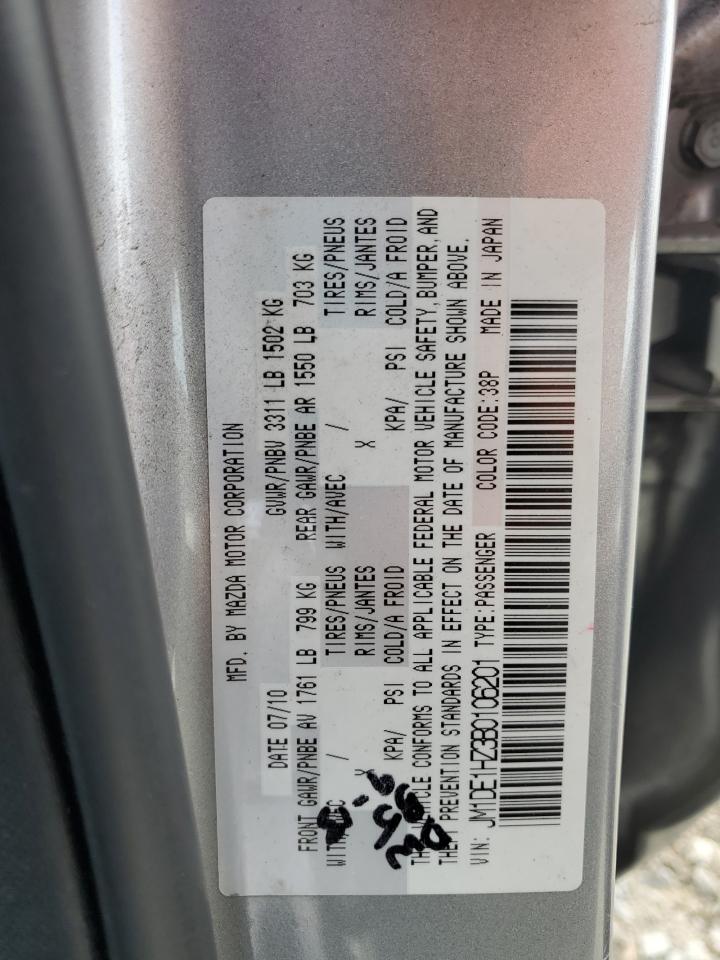 MFD. BY MAZDA MOTOR CORPORATION
DATE 07/10 GVWR/PNBV 3311 LB 1502 KG
FRONT GAWR/PNBE AV 1761 LB 799 KG REAR GAWR/PNBE AR 1550 LB 703 KG
WITH/AVEC / TIRES/PNEUS WITH/AVEC / TIRES/PNEUS
X RIMS/JANTES X RIMS/JANTES
KPA/ PSI COLD/A FROID KPA/ PSI COLD/A FROID
THIS VEHICLE CONFORMS TO ALL APPLICABLE FEDERAL MOTOR VEHICLE SAFETY, BUMPER, AND
THEFT PREVENTION STANDARDS IN EFFECT ON THE DATE OF MANUFACTURE SHOWN ABOVE.
VIN: JM1DE1HZ3B0106201 TYPE:PASSENGER COLOR CODE:38P MADE IN JAPAN